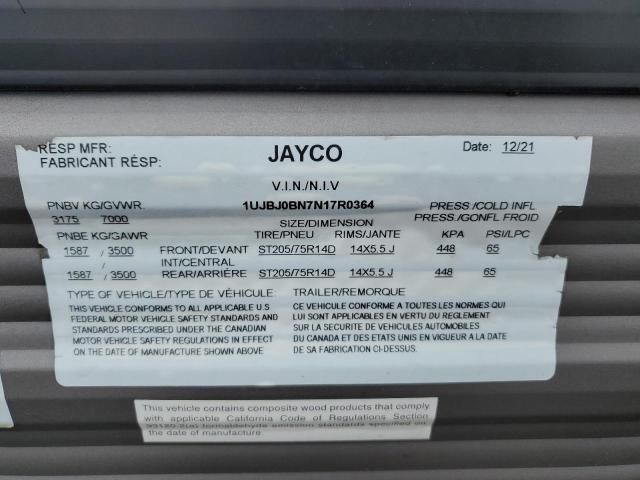 RESP MFR: JAYCO Date: 12/21
FABRICANT RÉSP:
V.I.N./N.I.V
PNBV KG/GVWR. 1UJBJ0BN7N17R0364 PRESS./COLD INFL
3175 7000 SIZE/DIMENSION PRESS./GONFL FROID
PNBE KG/GAWR TIRE/PNEU RIMS/JANTE KPA PSI/LPC
1587 / 3500 FRONT/DEVANT ST205/75R14D 14X5.5 J 448 65
INT/CENTRAL
1587 / 3500 REAR/ARRIÈRE ST205/75R14D 14X5.5 J 448 65
TYPE OF VEHICLE/TYPE DE VÉHICULE: TRAILER/REMORQUE
THIS VEHICLE CONFORMS TO ALL APPLICABLE U.S
FEDERAL MOTOR VEHICLE SAFETY STANDARDS AND
STANDARDS PRESCRIBED UNDER THE CANADIAN
MOTOR VEHICLE SAFETY REGULATIONS IN EFFECT
ON THE DATE OF MANUFACTURE SHOWN ABOVE
CE VEHICULE CONFORME A TOUTES LES NORMES QUI
LUI SONT APPLICABLES EN VERTU DU REGLEMENT
SUR LA SECURITE DE VEHICULES AUTOMOBILES
DU CANADA ET DES ETATS UNIS EN VIGUEUR A LA DATE
DE SA FABRICATION CI-DESSUS.
This vehicle contains composite wood products that comply
with applicable California Code of Regulations Section
93120.2(a) formaldehyde emission standards specified on
the date of manufacture.